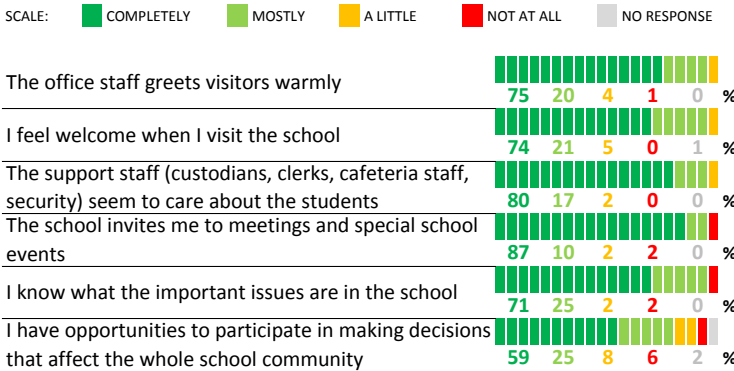 SCALE: COMPLETELY MOSTLY A LITTLE NOT AT ALL NO RESPONSE
The office staff greets visitors warmly
75 20 4 1 0 %
I feel welcome when I visit the school
74 21 5 0 1 %
The support staff (custodians, clerks, cafeteria staff,
security) seem to care about the students
80 17 2 0 0 %
The school invites me to meetings and special school
events
87 10 2 2 0 %
I know what the important issues are in the school
71 25 2 2 0 %
I have opportunities to participate in making decisions
that affect the whole school community
59 25 8 6 2 %